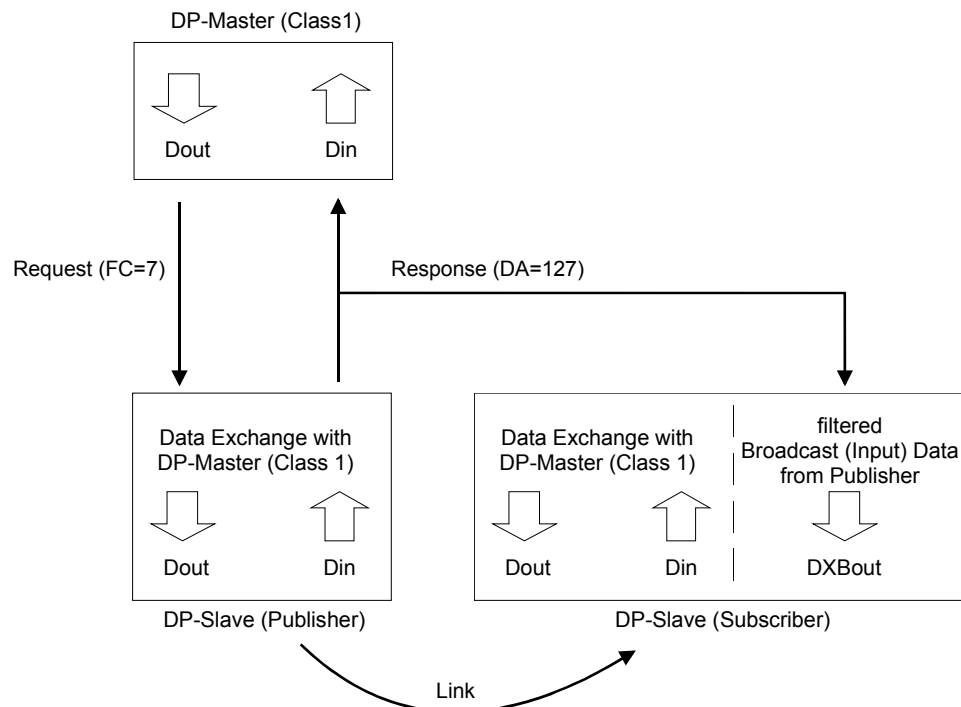 DP-Master (Class1)
Dout
Din
Request (FC=7)
Response (DA=127)
Data Exchange with
DP-Master (Class 1)
Dout
Din
Data Exchange with
DP-Master (Class 1)
Dout
Din
filtered
Broadcast (Input) Data
from Publisher
DXBout
DP-Slave (Publisher)
DP-Slave (Subscriber)
Link